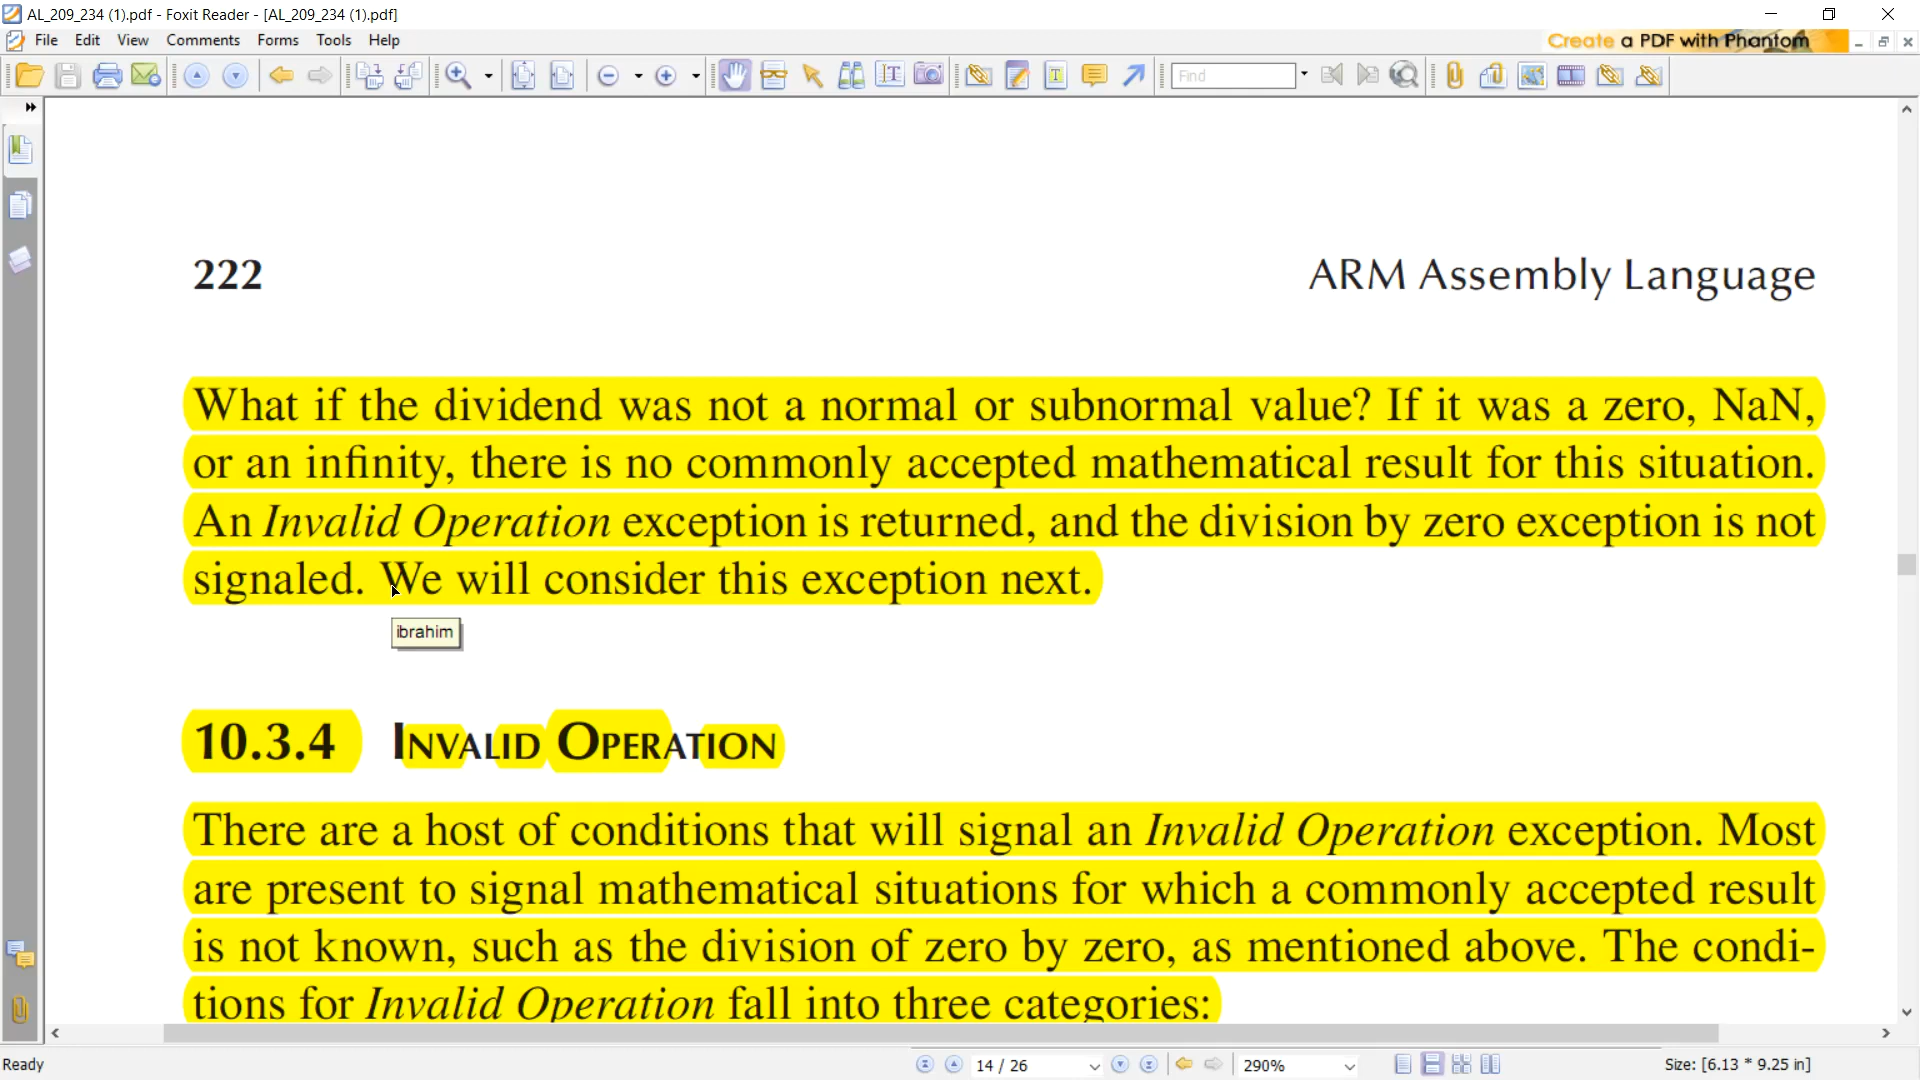 AL_209_234 (1).pdf - Foxit Reader - [AL_209_234 (1).pdf]
File Edit View Comments Forms Tools Help
Create a PDF with Phantom
Find
222 ARM Assembly Language
What if the dividend was not a normal or subnormal value? If it was a zero, NaN,
or an infinity, there is no commonly accepted mathematical result for this situation.
An Invalid Operation exception is returned, and the division by zero exception is not
signaled. We will consider this exception next.
ibrahim
10.3.4 INVALID OPERATION
There are a host of conditions that will signal an Invalid Operation exception. Most
are present to signal mathematical situations for which a commonly accepted result
is not known, such as the division of zero by zero, as mentioned above. The condi-
tions for Invalid Operation fall into three categories:
Ready 14 / 26 290% Size: [6.13 * 9.25 in]